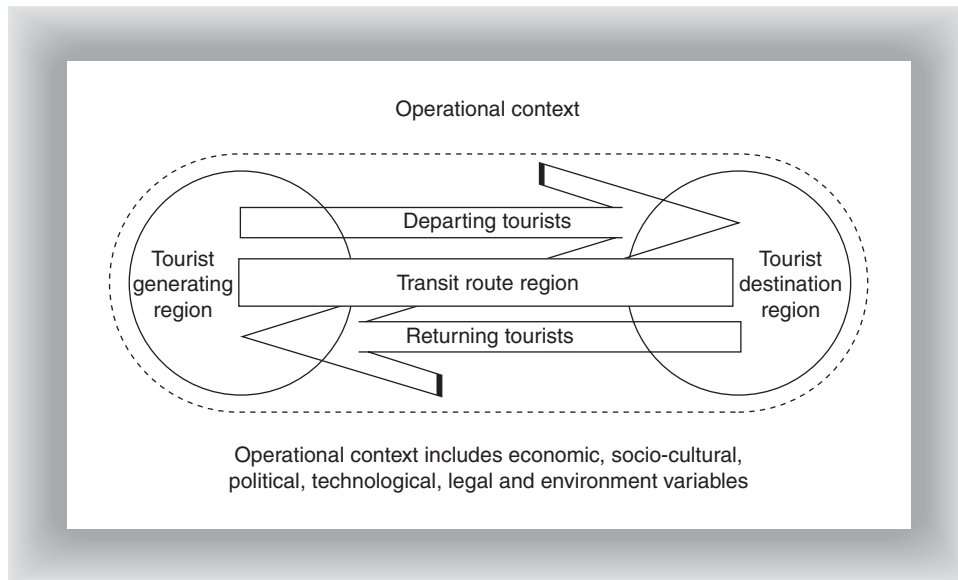 Operational context
Departing tourists
Tourist
generating
region
Transit route region
Tourist
destination
region
Returning tourists
Operational context includes economic, socio-cultural,
political, technological, legal and environment variables